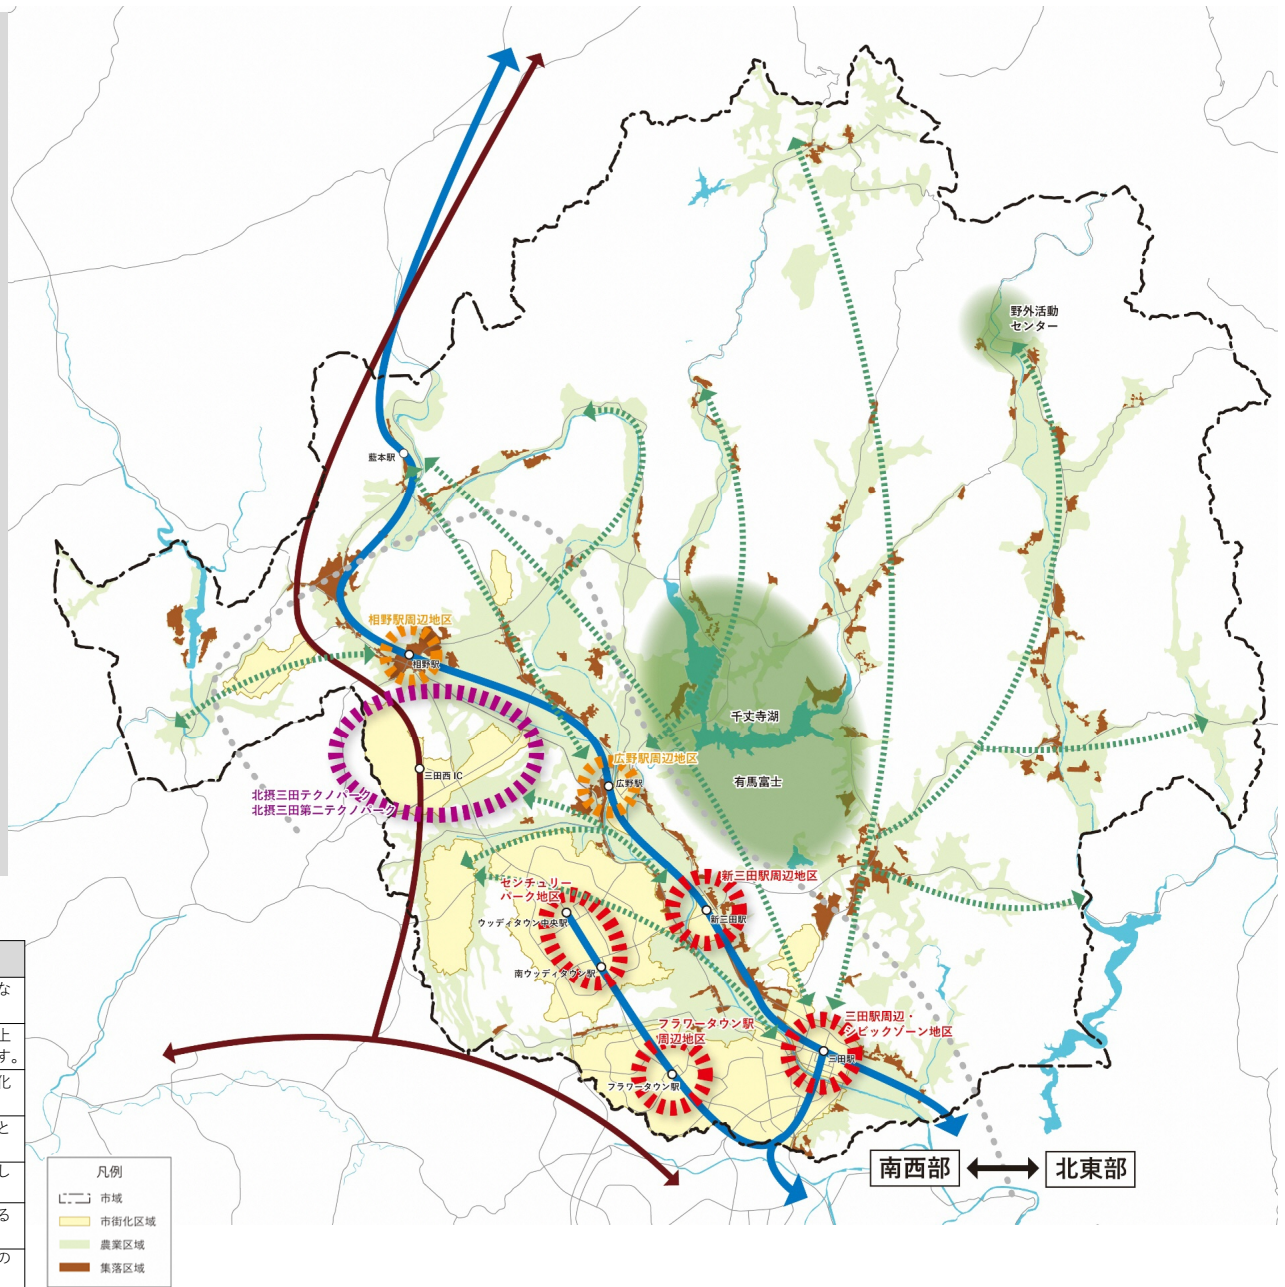 野外活動
センター
藍本駅
相野駅周辺地区
相野駅
千丈寺湖
有馬富士
広野駅周辺地区
広野駅
三田西IC
北摂三田テクノパーク
北摂三田第二テクノパーク
新三田駅周辺地区
新三田駅
センチュリー
パーク地区
ウッディタウン中央駅
南ウッディタウン駅
フラワータウン駅
周辺地区
フラワータウン駅
三田駅周辺・
シビックゾーン地区
三田駅
南西部
北東部
な
上
す。
化
と
し
る
の
凡例
市域
市街化区域
農業区域
集落区域